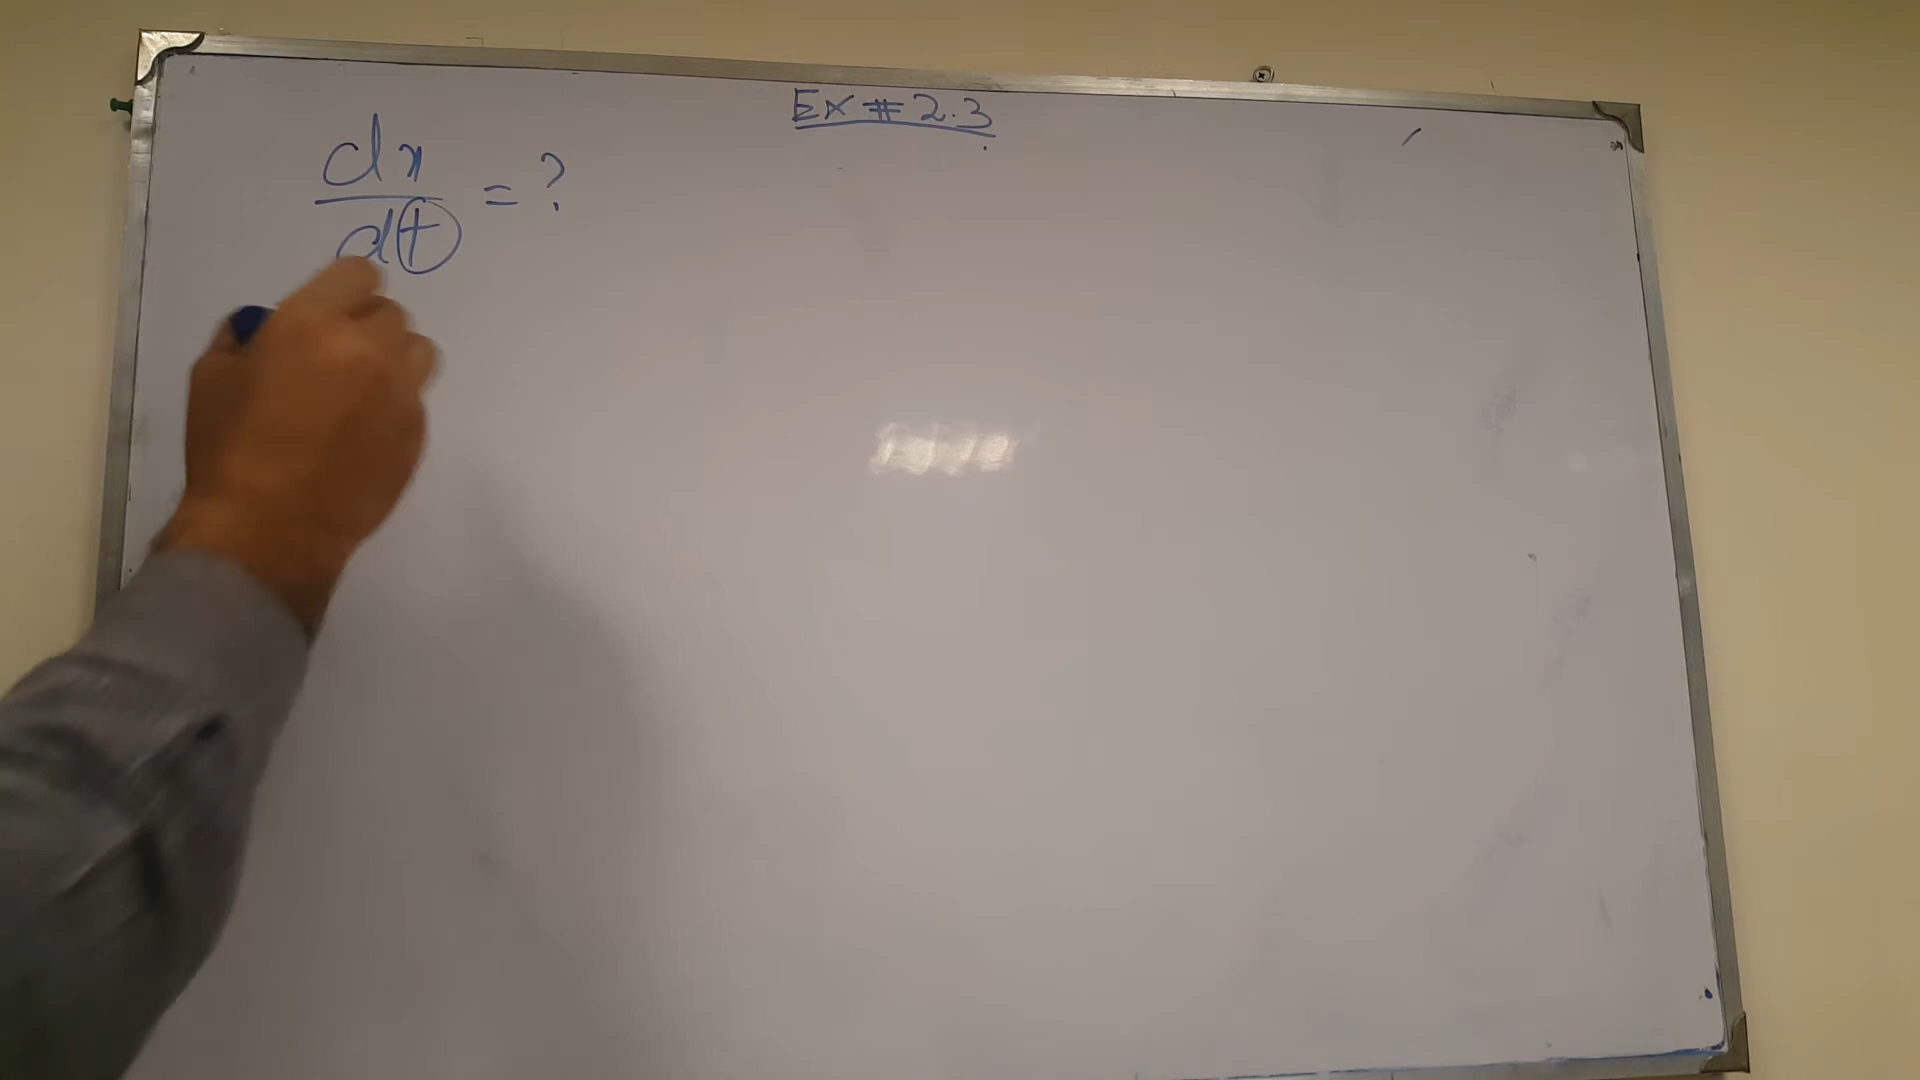 Ex # 2.3
dx/dt = ?